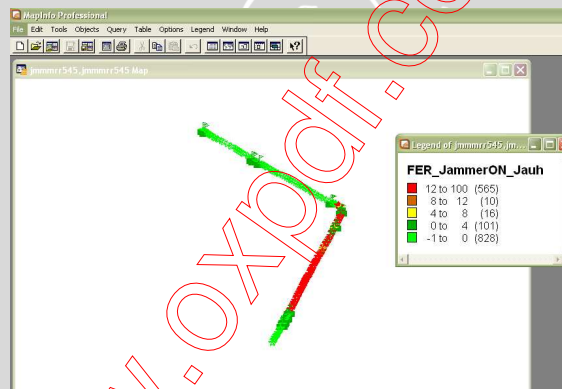 MapInfo Professional
File Edit Tools Objects Query Table Options Legend Window Help
jmmmrr545,jmmmrr545 Map
Legend of jmmmrr545,jm...
FER_JammerON_Jauh
12 to 100 (565)
8 to 12 (10)
4 to 8 (16)
0 to 4 (101)
-1 to 0 (828)
w.oxpdf.co